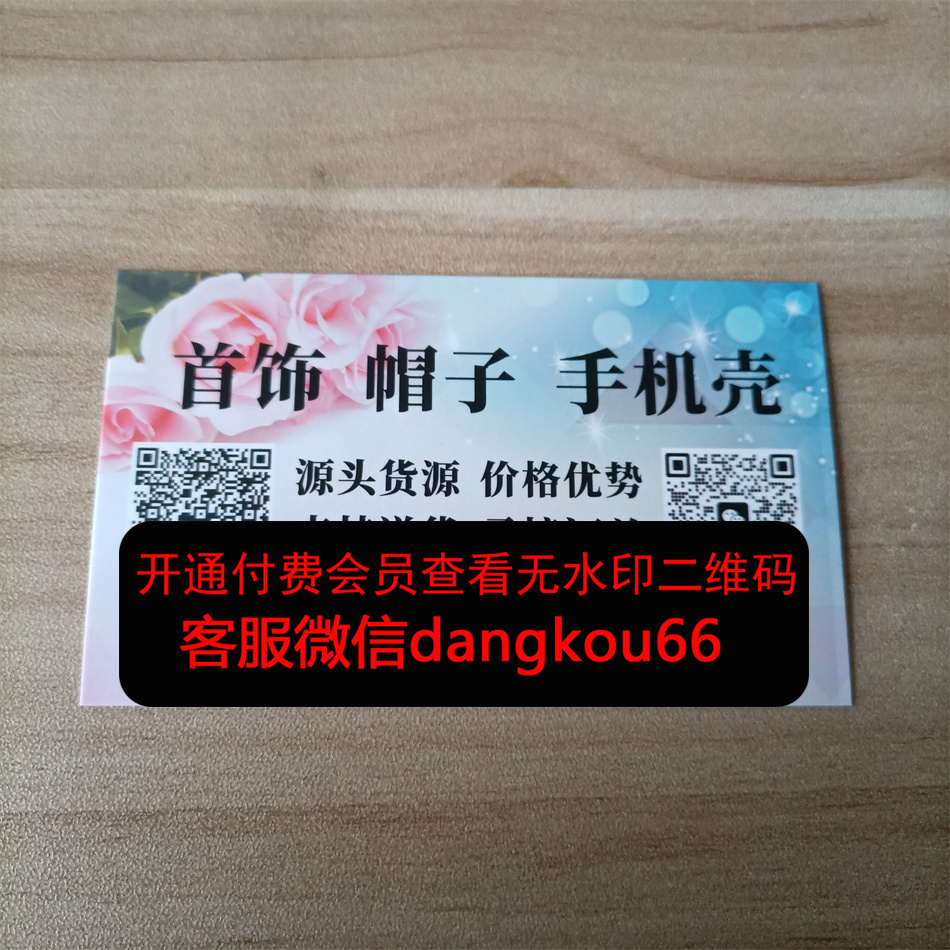 首饰 帽子 手机壳
源头货源 价格优势
开通付费会员查看无水印二维码
客服微信dangkou66